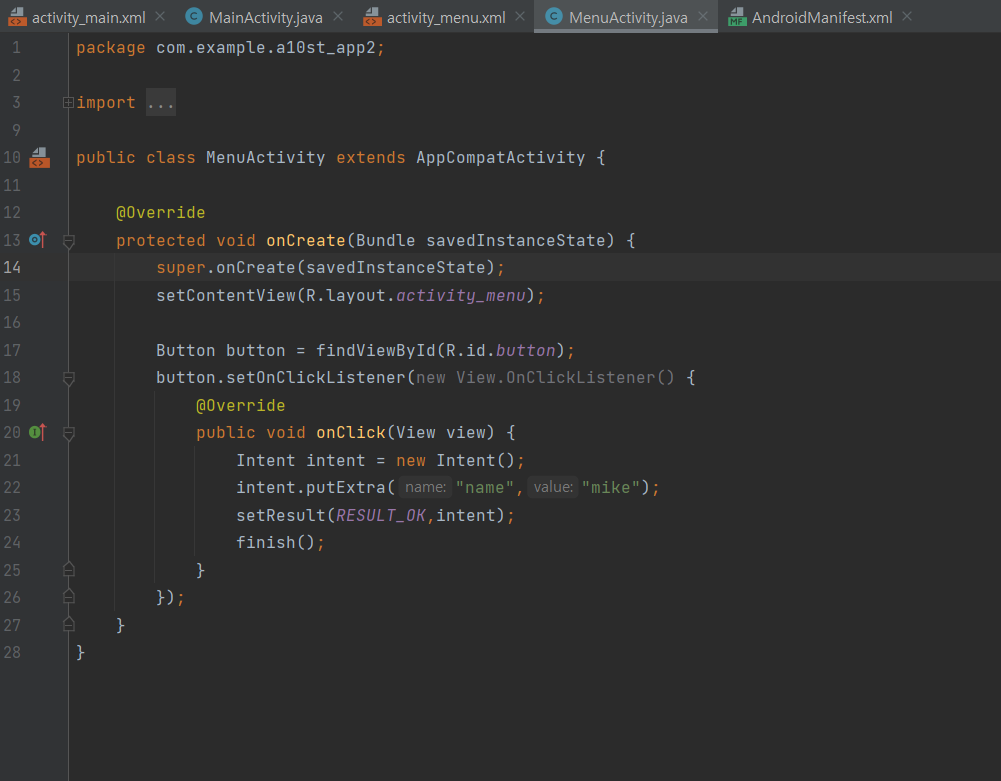 activity_main.xml MainActivity.java activity_menu.xml MenuActivity.java AndroidManifest.xml
1 package com.example.a10st_app2;
2
3 import ...
9
10 public class MenuActivity extends AppCompatActivity {
11
12 @Override
13 protected void onCreate(Bundle savedInstanceState) {
14 super.onCreate(savedInstanceState);
15 setContentView(R.layout.activity_menu);
16
17 Button button = findViewById(R.id.button);
18 button.setOnClickListener(new View.OnClickListener() {
19 @Override
20 public void onClick(View view) {
21 Intent intent = new Intent();
22 intent.putExtra( name: "name", value: "mike");
23 setResult(RESULT_OK,intent);
24 finish();
25 }
26 });
27 }
28 }